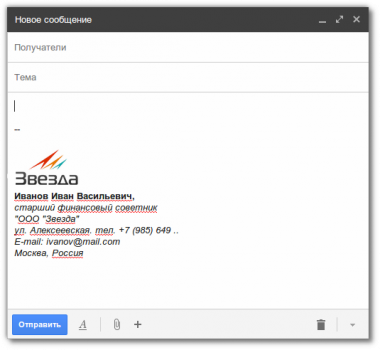 Новое сообщение
Получатели
Тема
--
Звезда
Иванов Иван Васильевич,
старший финансовый советник
"ООО "Звезда"
ул. Алексеевская. тел. +7 (985) 649 ..
E-mail: ivanov@mail.com
Москва, Россия
Отправить
A